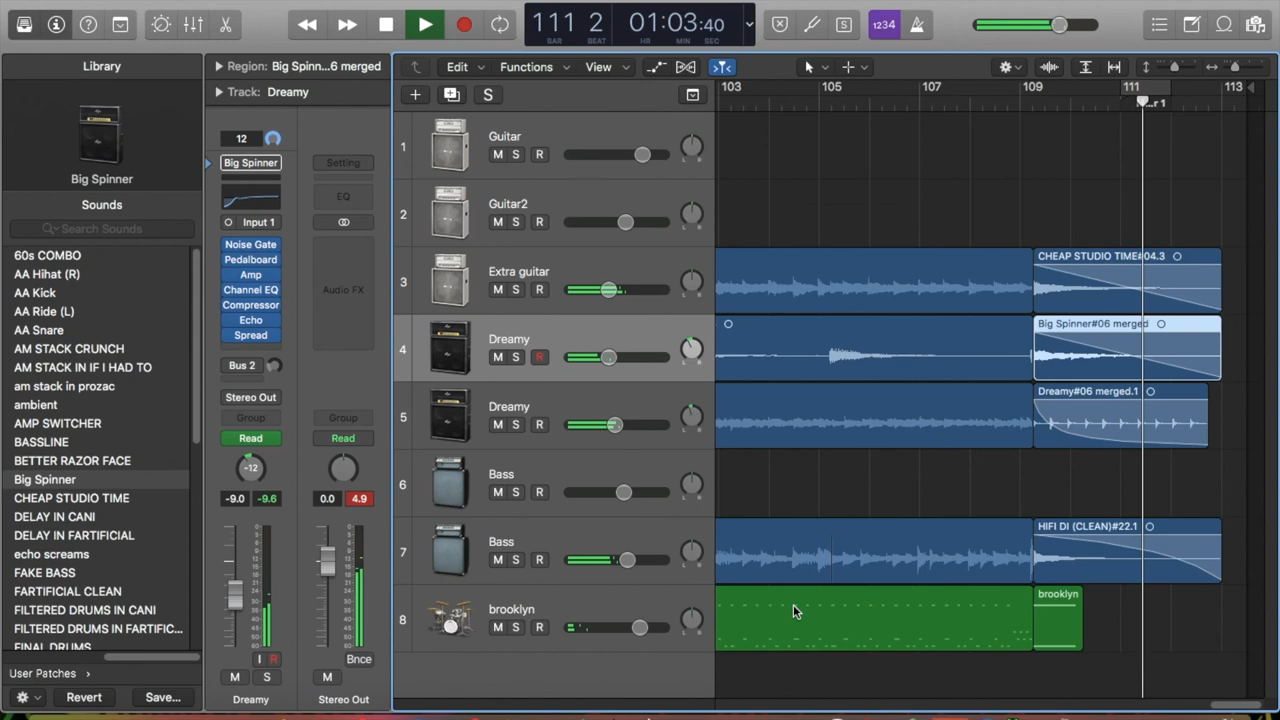 111 2
01:03:40
BAR BEAT HR MIN SEC
S
1234
Library
Region: Big Spinn...6 merged
Track: Dreamy
Edit Functions View
S
103 105 107 109 111 113
Big Spinner
Sounds
Search Sounds
60s COMBO
AA Hihat (R)
AA Kick
AA Ride (L)
AA Snare
AM STACK CRUNCH
AM STACK IN IF I HAD TO
am stack in prozac
ambient
AMP SWITCHER
BASSLINE
BETTER RAZOR FACE
Big Spinner
CHEAP STUDIO TIME
DELAY IN CANI
DELAY IN FARTIFICIAL
echo screams
FAKE BASS
FARTIFICIAL CLEAN
FILTERED DRUMS IN CANI
FILTERED DRUMS IN FARTIFIC...
FINAL DRUMS
User Patches
Revert Save...
12
Big Spinner Setting
EQ
Input 1
Noise Gate
Pedalboard
Amp
Channel EQ
Compressor
Echo
Spread
Audio FX
Bus 2
Stereo Out
Group Group
Read Read
-12
-9.0 -9.6 0.0 4.9
I R Bnce
M S M
Dreamy Stereo Out
1 Guitar
M S R L R
2 Guitar2
M S R L R
3 Extra guitar
M S R L R
4 Dreamy
M S R L R
5 Dreamy
M S R L R
6 Bass
M S R L R
7 Bass
M S R L R
8 brooklyn
M S R L R
CHEAP STUDIO TIME#04.3
Big Spinner#06 merged
Dreamy#06 merged.1
HIFI DI (CLEAN)#22.1
brooklyn